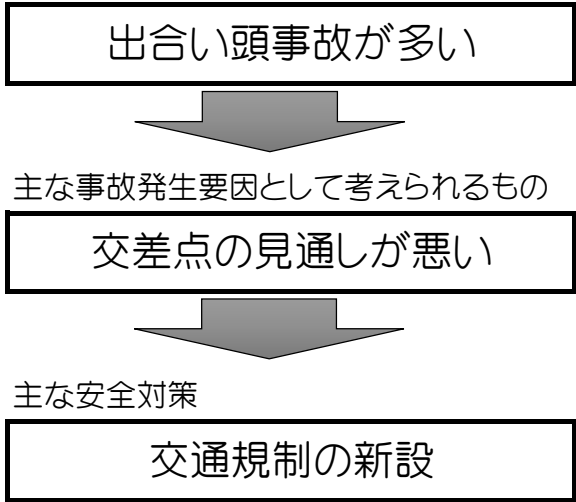 出合い頭事故が多い
主な事故発生要因として考えられるもの
交差点の見通しが悪い
主な安全対策
交通規制の新設